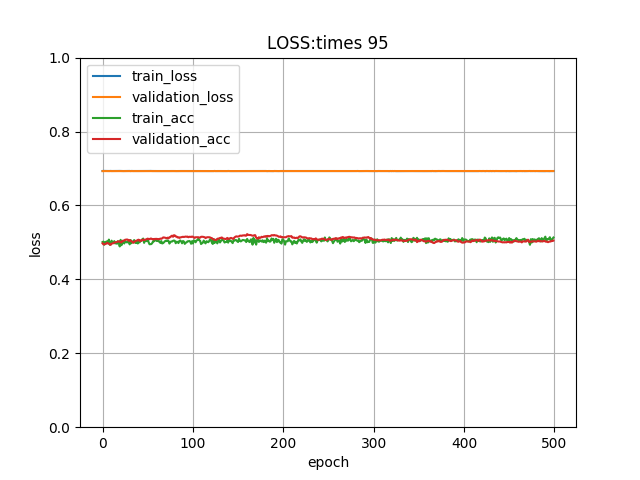 LOSS:times 95
1.0
0.8
0.6
0.4
0.2
0.0
loss
train_loss
validation_loss
train_acc
validation_acc
0 100 200 300 400 500
epoch